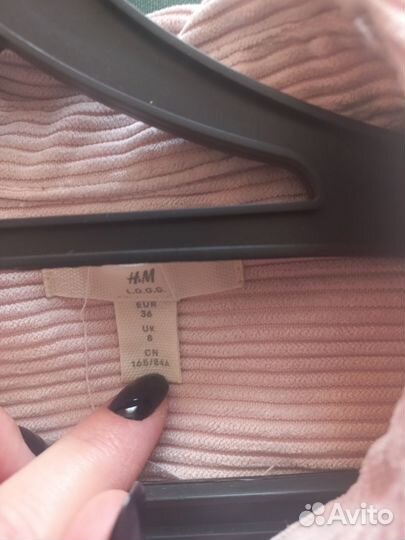 H&M
L.O.G.G.
EUR
36
UK
8
CN
165/84A
Avito